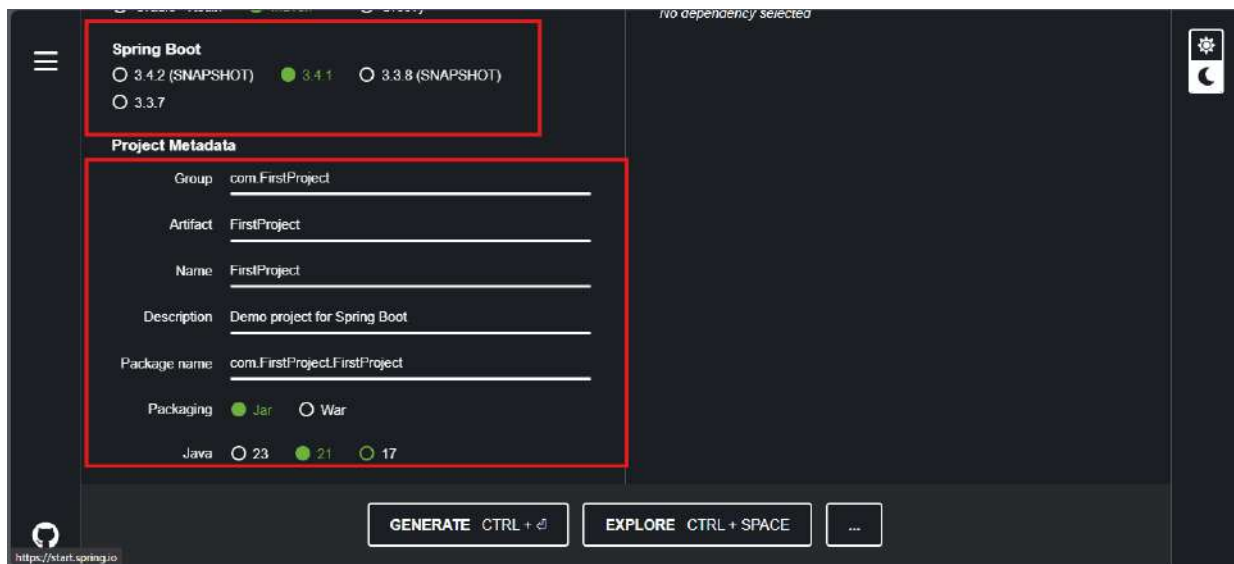 No dependency selected
Spring Boot
3.4.2 (SNAPSHOT) 3.4.1 3.3.8 (SNAPSHOT)
3.3.7
Project Metadata
Group com.FirstProject
Artifact FirstProject
Name FirstProject
Description Demo project for Spring Boot
Package name com.FirstProject.FirstProject
Packaging Jar War
Java 23 21 17
GENERATE CTRL + ⏎ EXPLORE CTRL + SPACE ...
https://start.spring.io